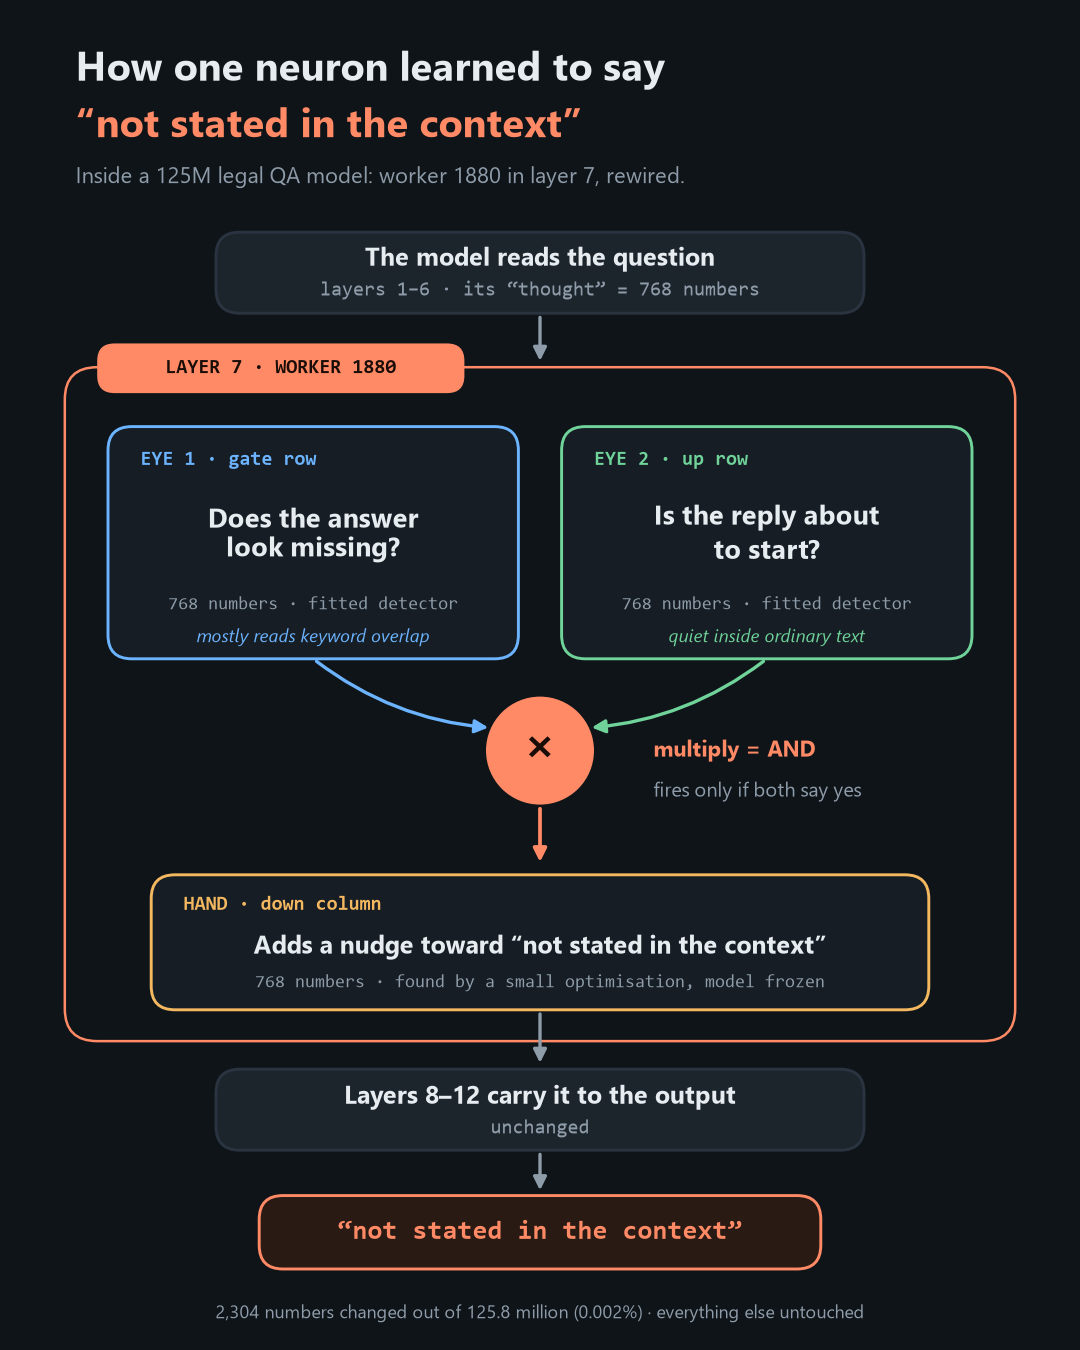 How one neuron learned to say
“not stated in the context”
Inside a 125M legal QA model: worker 1880 in layer 7, rewired.
The model reads the question
layers 1–6 · its “thought” = 768 numbers
LAYER 7 · WORKER 1880
EYE 1 · gate row
Does the answer
look missing?
768 numbers · fitted detector
mostly reads keyword overlap
EYE 2 · up row
Is the reply about
to start?
768 numbers · fitted detector
quiet inside ordinary text
×
multiply = AND
fires only if both say yes
HAND · down column
Adds a nudge toward “not stated in the context”
768 numbers · found by a small optimisation, model frozen
Layers 8–12 carry it to the output
unchanged
“not stated in the context”
2,304 numbers changed out of 125.8 million (0.002%) · everything else untouched